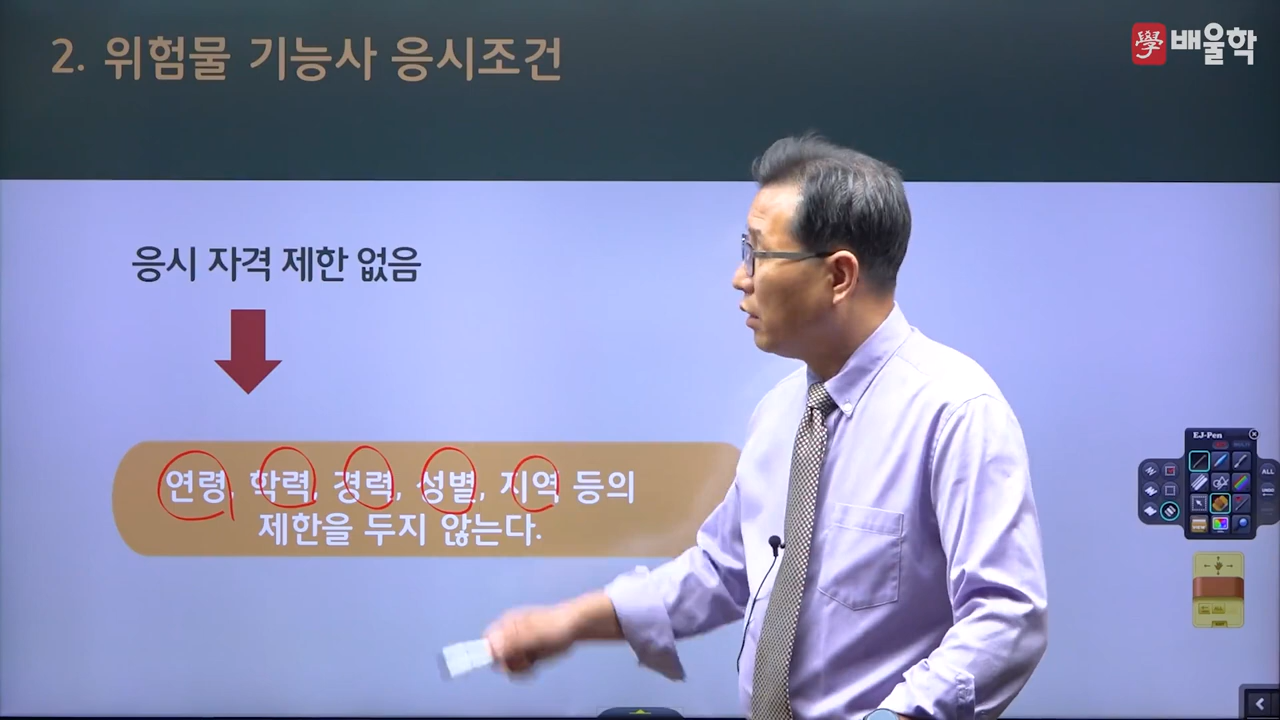 2. 위험물 기능사 응시조건
學 배울학
응시 자격 제한 없음
연령, 학력, 경력, 성별, 지역 등의
제한을 두지 않는다.
EJ-Pen
ALL
UNDO